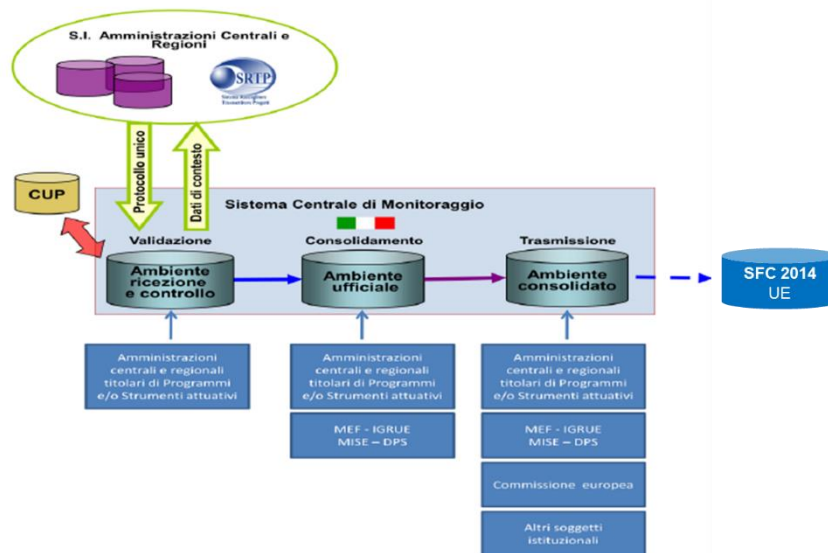 S.I. Amministrazioni Centrali e
Regioni
SRTP
Protocollo unico
Dati di contesto
CUP
Sistema Centrale di Monitoraggio
Validazione
Consolidamento
Trasmissione
Ambiente
ricezione
e controllo
Ambiente
ufficiale
Ambiente
consolidato
SFC 2014
UE
Amministrazioni
centrali e regionali
titolari di Programmi
e/o Strumenti attuativi
Amministrazioni
centrali e regionali
titolari di Programmi
e/o Strumenti attuativi
MEF - IGRUE
MISE – DPS
Amministrazioni
centrali e regionali
titolari di Programmi
e/o Strumenti attuativi
MEF - IGRUE
MISE – DPS
Commissione europea
Altri soggetti
istituzionali